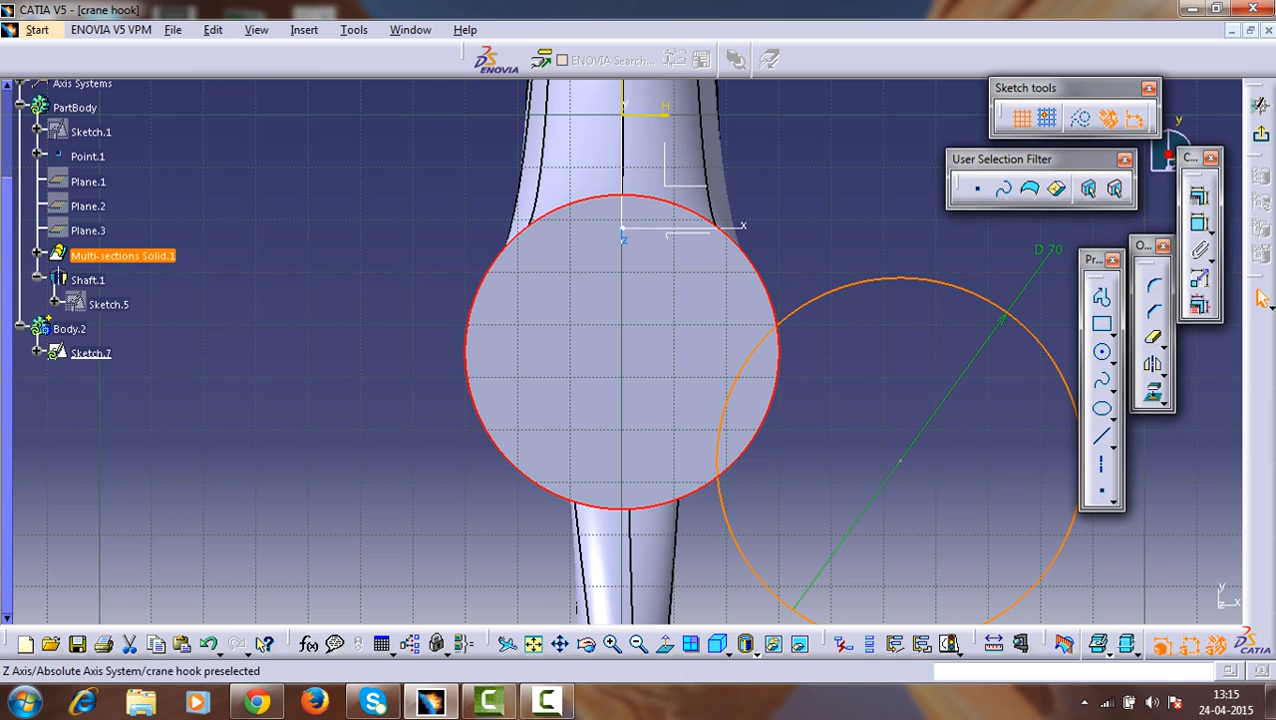 CATIA V5 - [crane hook]
Start ENOVIA V5 VPM File Edit View Insert Tools Window Help
ENOVIA ENOVIA Search...
Axis Systems
PartBody
Sketch.1
Point.1
Plane.1
Plane.2
Plane.3
Multi-sections Solid.1
Shaft.1
Sketch.5
Body.2
Sketch.7
y H
x
z
D 70
Sketch tools
User Selection Filter
y
C...
O...
Pr...
y
z x
f(x)
CATIA
Z Axis/Absolute Axis System/crane hook preselected
13:15
24-04-2015